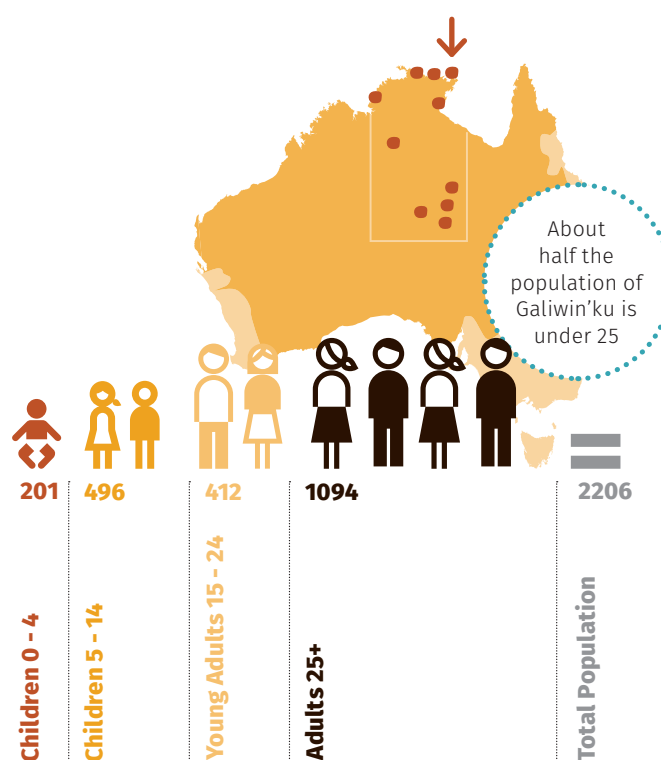 About
half the
population of
Galiwin'ku is
under 25
201
496
412
1094
2206
Children 0 - 4
Children 5 - 14
Young Adults 15 - 24
Adults 25+
Total Population